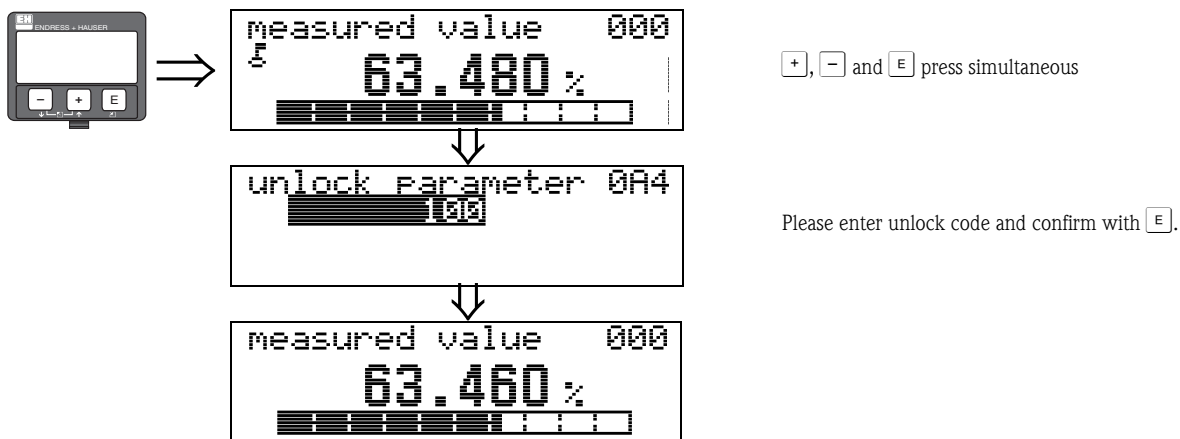 EH
ENDRESS + HAUSER
- + E
measured value 000
63.480 %
+, - and E press simultaneous
unlock parameter 0A4
100
Please enter unlock code and confirm with E.
measured value 000
63.460 %